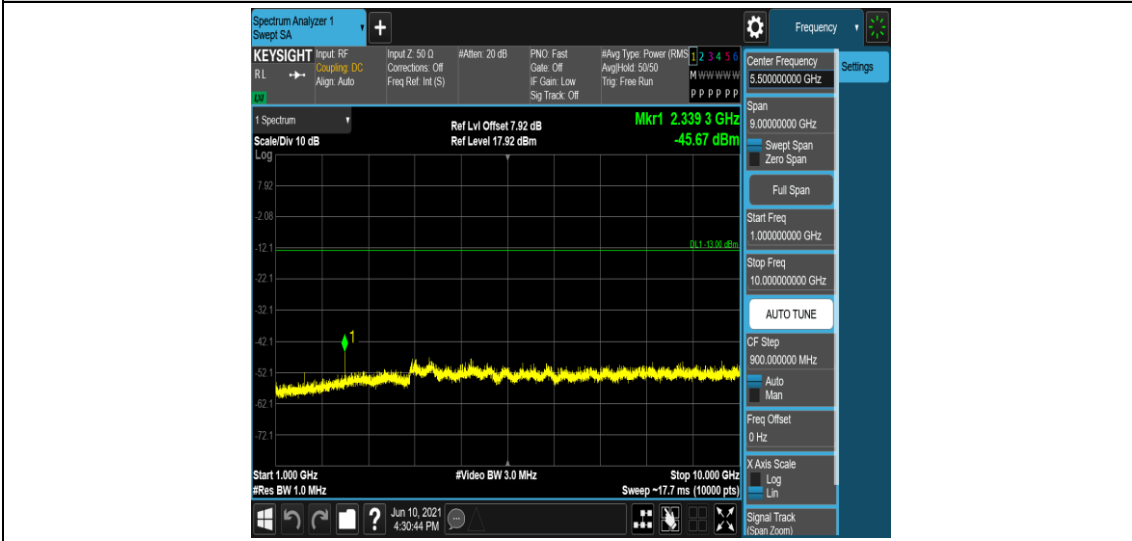 Spectrum Analyzer 1
Swept SA
+
Frequency
KEYSIGHT
RL
LXI
Input: RF
Coupling: DC
Align: Auto
Input Z: 50 Ω
Corrections: Off
Freq Ref: Int (S)
#Atten: 20 dB
PNO: Fast
Gate: Off
IF Gain: Low
Sig Track: Off
#Avg Type: Power (RMS
Avg|Hold: 50/50
Trig: Free Run
1 2 3 4 5 6
M W W W W W
P P P P P P
1 Spectrum
Scale/Div 10 dB
Log
Ref Lvl Offset 7.92 dB
Ref Level 17.92 dBm
Mkr1 2.339 3 GHz
-45.67 dBm
7.92
-2.08
-12.1
DL1 -13.00 dBm
-22.1
-32.1
-42.1
1
-52.1
-62.1
-72.1
Start 1.000 GHz
#Res BW 1.0 MHz
#Video BW 3.0 MHz
Stop 10.000 GHz
Sweep ~17.7 ms (10000 pts)
?
Jun 10, 2021
4:30:44 PM
Center Frequency
5.500000000 GHz
Settings
Span
9.00000000 GHz
Swept Span
Zero Span
Full Span
Start Freq
1.000000000 GHz
Stop Freq
10.000000000 GHz
AUTO TUNE
CF Step
900.000000 MHz
Auto
Man
Freq Offset
0 Hz
X Axis Scale
Log
Lin
Signal Track
(Span Zoom)